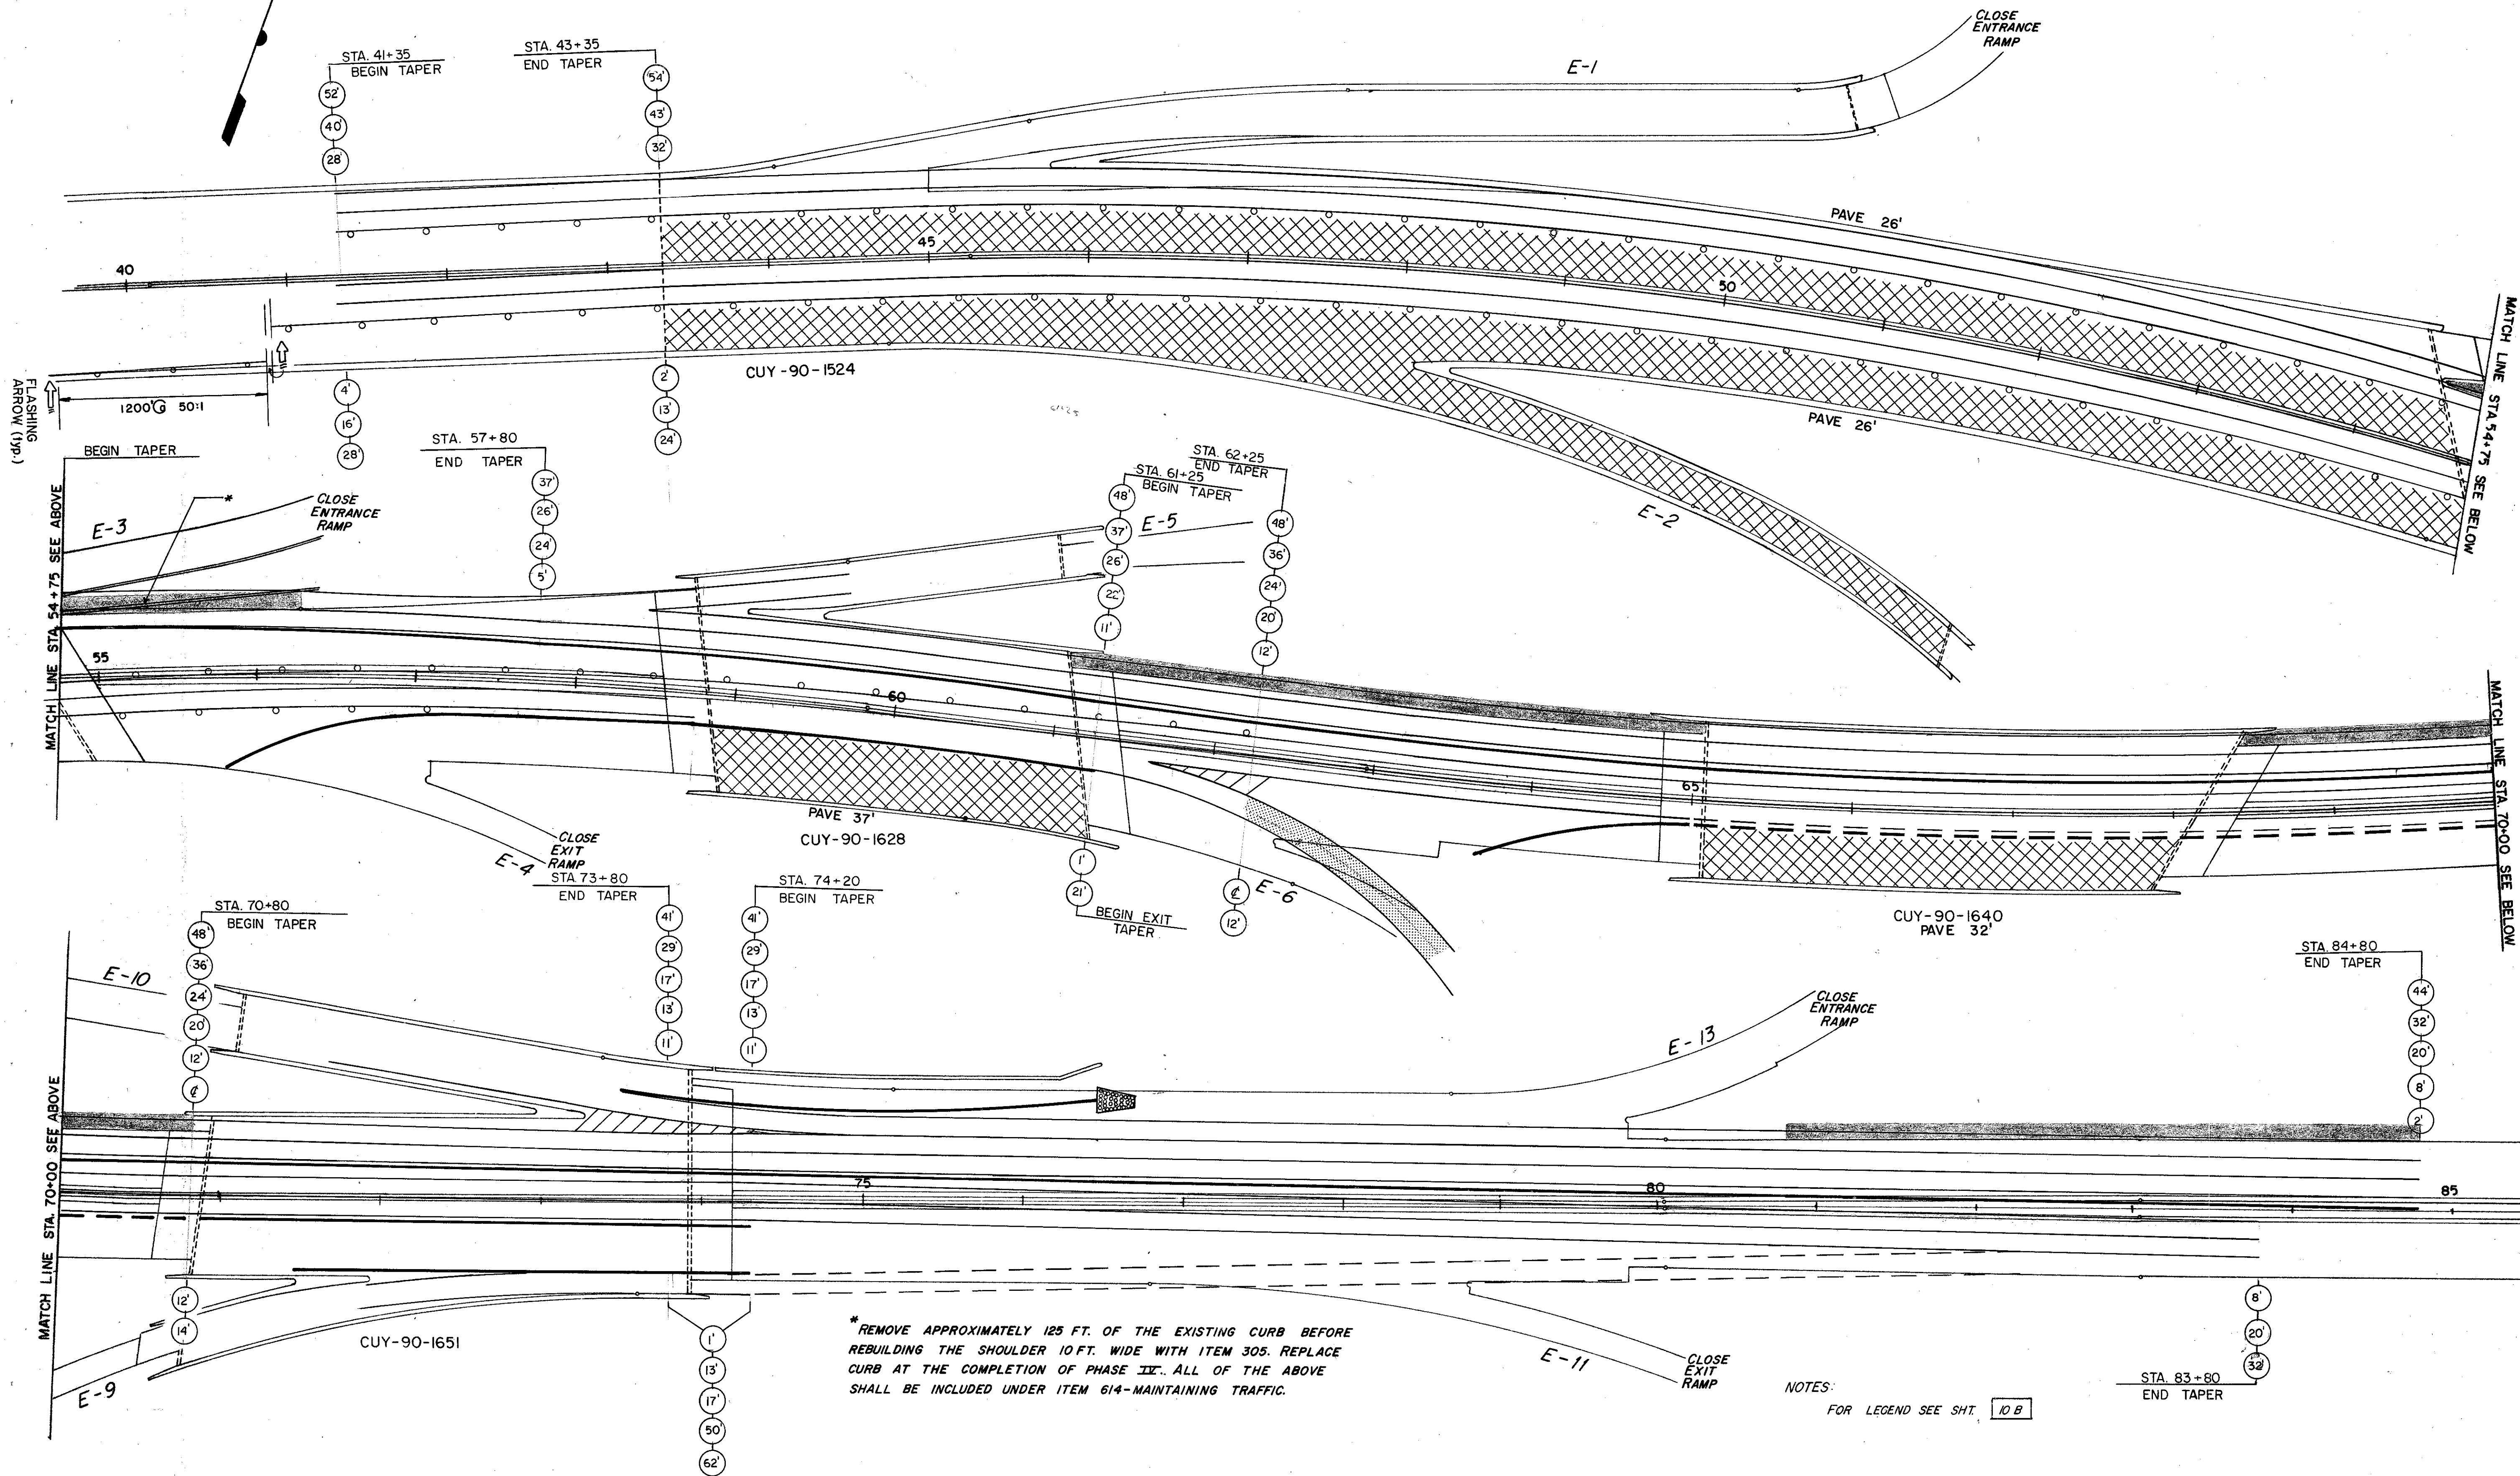 STA. 41+35
BEGIN TAPER
52'
40'
28'
STA. 43+35
END TAPER
54'
43'
32'
E-1
CLOSE
ENTRANCE
RAMP
PAVE 26'
40
45
50
CUY-90-1524
FLASHING
ARROW (typ.)
1200' @ 50:1
4'
16'
28'
2'
13'
24'
PAVE 26'
E-2
MATCH LINE STA. 54+75 SEE BELOW
MATCH LINE STA. 54+75 SEE ABOVE
BEGIN TAPER
*
E-3
CLOSE
ENTRANCE
RAMP
STA. 57+80
END TAPER
37'
26'
24'
5'
STA. 61+25
BEGIN TAPER
48'
37'
26'
22'
11'
E-5
STA. 62+25
END TAPER
48'
36'
24'
20'
12'
55
60
65
PAVE 37'
CUY-90-1628
CLOSE
EXIT
RAMP
E-4
1'
21'
BEGIN EXIT
TAPER
℄
12'
E-6
CUY-90-1640
PAVE 32'
MATCH LINE STA. 70+00 SEE BELOW
MATCH LINE STA. 70+00 SEE ABOVE
E-10
STA. 70+80
BEGIN TAPER
48'
36'
24'
20'
12'
℄
STA 73+80
END TAPER
41'
29'
17'
13'
11'
STA. 74+20
BEGIN TAPER
41'
29'
17'
13'
11'
E-13
CLOSE
ENTRANCE
RAMP
STA. 84+80
END TAPER
44'
32'
20'
8'
2'
75
80
85
12'
14'
E-9
CUY-90-1651
1'
13'
17'
50'
62'
E-11
CLOSE
EXIT
RAMP
8'
20'
32'
STA. 83+80
END TAPER
*REMOVE APPROXIMATELY 125 FT. OF THE EXISTING CURB BEFORE
REBUILDING THE SHOULDER 10 FT. WIDE WITH ITEM 305. REPLACE
CURB AT THE COMPLETION OF PHASE IV. ALL OF THE ABOVE
SHALL BE INCLUDED UNDER ITEM 614-MAINTAINING TRAFFIC.
NOTES:
FOR LEGEND SEE SHT. 10 B